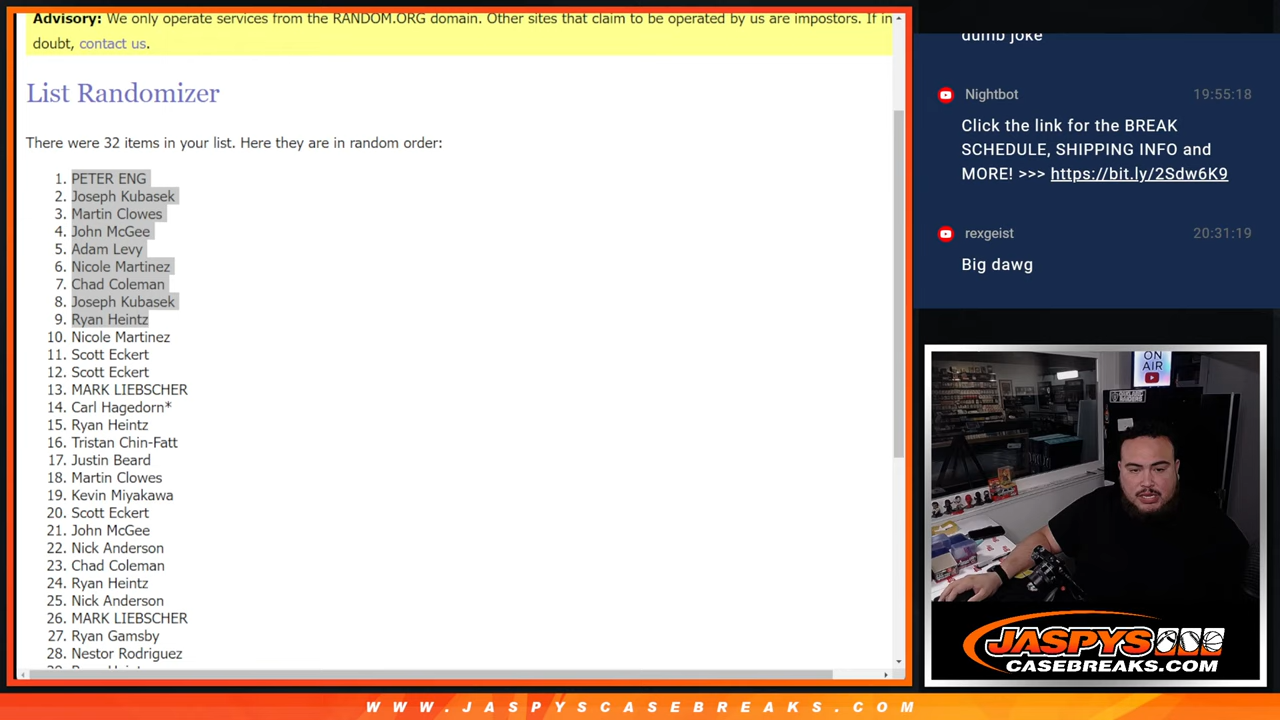 Advisory: We only operate services from the RANDOM.ORG domain. Other sites that claim to be operated by us are impostors. If in
doubt, contact us.
List Randomizer
There were 32 items in your list. Here they are in random order:
1. PETER ENG
2. Joseph Kubasek
3. Martin Clowes
4. John McGee
5. Adam Levy
6. Nicole Martinez
7. Chad Coleman
8. Joseph Kubasek
9. Ryan Heintz
10. Nicole Martinez
11. Scott Eckert
12. Scott Eckert
13. MARK LIEBSCHER
14. Carl Hagedorn*
15. Ryan Heintz
16. Tristan Chin-Fatt
17. Justin Beard
18. Martin Clowes
19. Kevin Miyakawa
20. Scott Eckert
21. John McGee
22. Nick Anderson
23. Chad Coleman
24. Ryan Heintz
25. Nick Anderson
26. MARK LIEBSCHER
27. Ryan Gamsby
28. Nestor Rodriguez
dumb joke
Nightbot 19:55:18
Click the link for the BREAK
SCHEDULE, SHIPPING INFO and
MORE! >>> https://bit.ly/2Sdw6K9
rexgeist 20:31:19
Big dawg
ON
AIR
JASPYS
CASEBREAKS.COM
WWW.JASPYSCASEBREAKS.COM